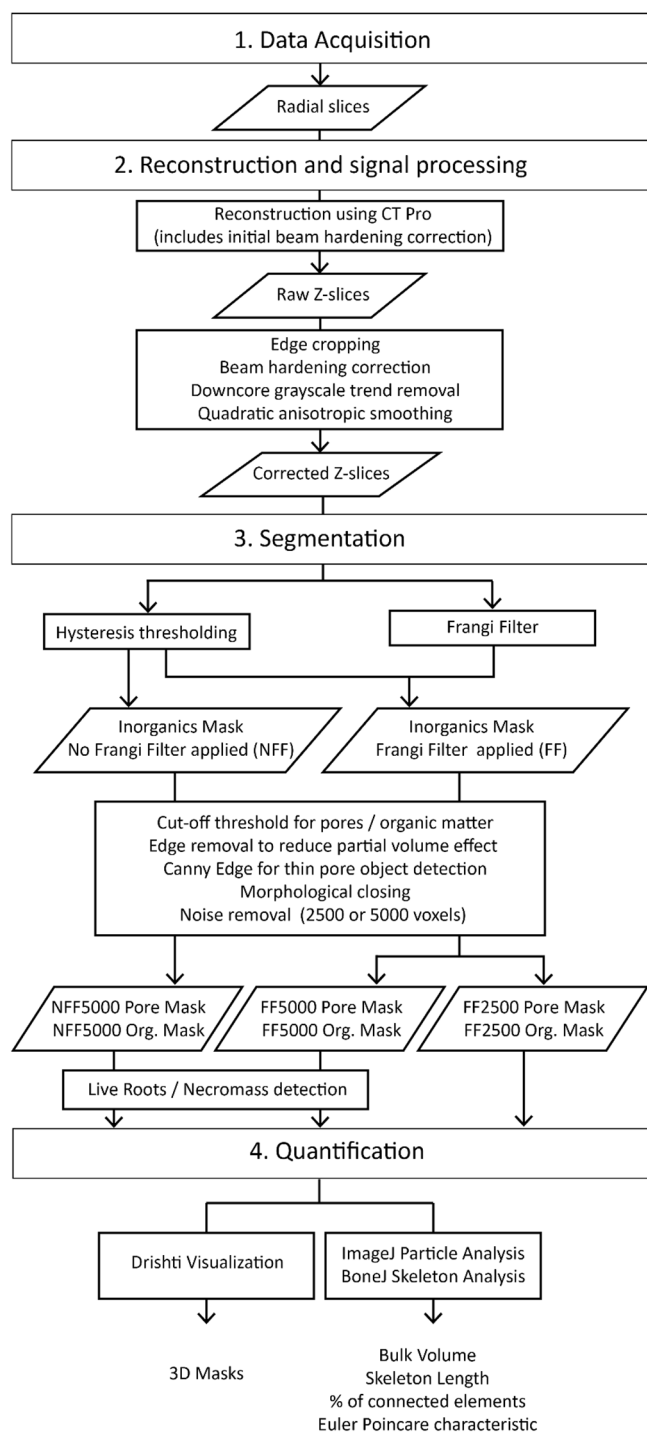 1. Data Acquisition
Radial slices
2. Reconstruction and signal processing
Reconstruction using CT Pro
(includes initial beam hardening correction)
Raw Z-slices
Edge cropping
Beam hardening correction
Downcore grayscale trend removal
Quadratic anisotropic smoothing
Corrected Z-slices
3. Segmentation
Hysteresis thresholding
Frangi Filter
Inorganics Mask
No Frangi Filter applied (NFF)
Inorganics Mask
Frangi Filter applied (FF)
Cut-off threshold for pores / organic matter
Edge removal to reduce partial volume effect
Canny Edge for thin pore object detection
Morphological closing
Noise removal (2500 or 5000 voxels)
NFF5000 Pore Mask
NFF5000 Org. Mask
FF5000 Pore Mask
FF5000 Org. Mask
FF2500 Pore Mask
FF2500 Org. Mask
Live Roots / Necromass detection
4. Quantification
Drishti Visualization
ImageJ Particle Analysis
BoneJ Skeleton Analysis
3D Masks
Bulk Volume
Skeleton Length
% of connected elements
Euler Poincare characteristic